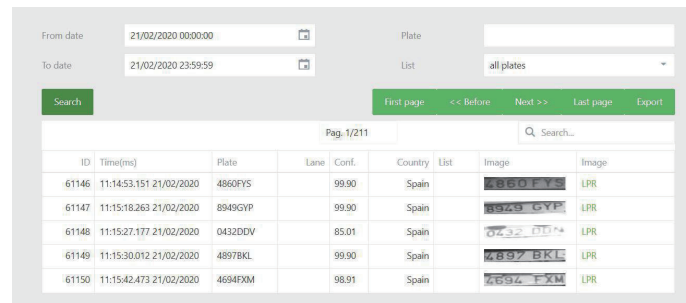 From date 21/02/2020 00:00:00 Plate
To date 21/02/2020 23:59:59 List all plates
Search First page << Before Next >> Last page Export
Pag. 1/211 Search...
ID Time(ms) Plate Lane Conf. Country List Image Image
61146 11:14:53.151 21/02/2020 4860FYS 99.90 Spain 4860 FYS LPR
61147 11:15:18.263 21/02/2020 8949GYP 99.90 Spain 8949 GYP LPR
61148 11:15:27.177 21/02/2020 0432DDV 85.01 Spain 0432 LPR
61149 11:15:30.012 21/02/2020 4897BKL 99.90 Spain 4897 BKL LPR
61150 11:15:42.473 21/02/2020 4694FXM 98.91 Spain 4694 FXM LPR